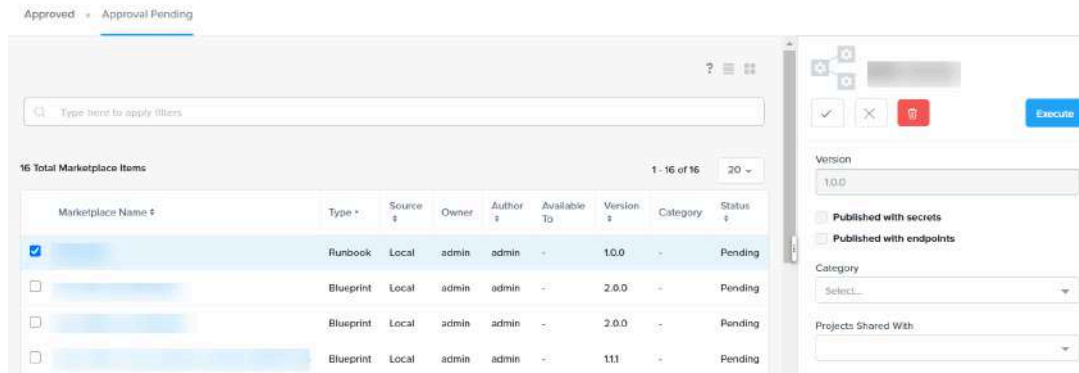 Approved
Approval Pending
?
Type here to apply filters
16 Total Marketplace Items
1 - 16 of 16
20
Marketplace Name
Type
Source
Owner
Author
Available To
Version
Category
Status
Runbook Local admin admin - 1.0.0 - Pending
Blueprint Local admin admin - 2.0.0 - Pending
Blueprint Local admin admin - 2.0.0 - Pending
Blueprint Local admin admin - 1.1.1 - Pending
Execute
Version
1.0.0
Published with secrets
Published with endpoints
Category
Select...
Projects Shared With